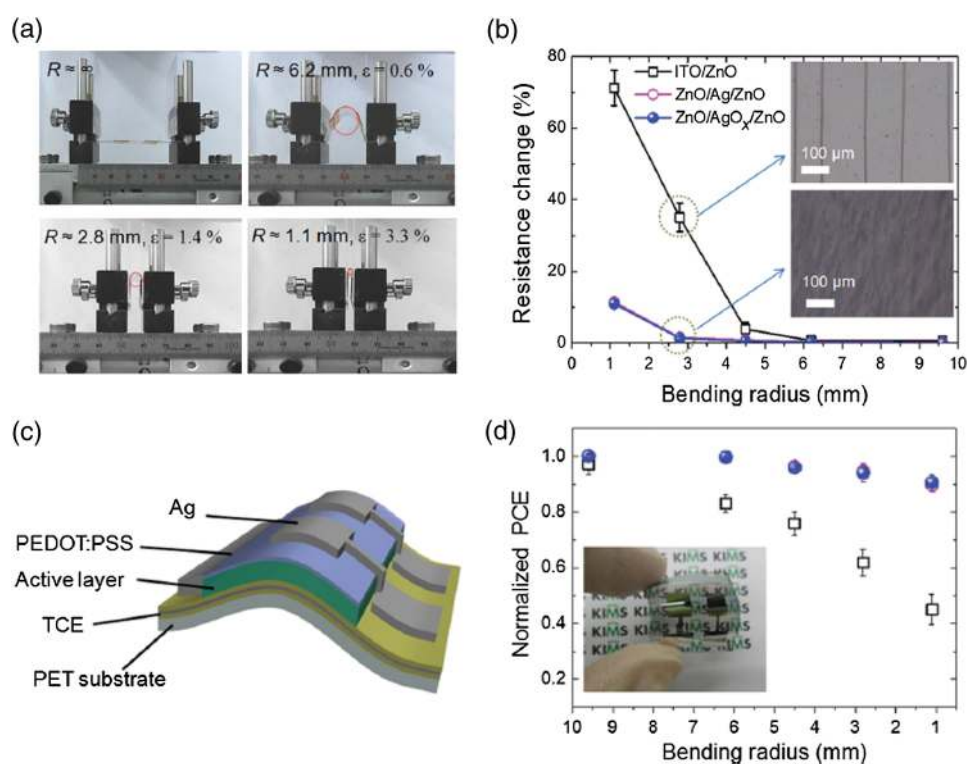 (a)
R ≈ ∞
R ≈ 6.2 mm, ε = 0.6 %
R ≈ 2.8 mm, ε = 1.4 %
R ≈ 1.1 mm, ε = 3.3 %
(b)
80
60
40
20
0
Resistance change (%)
ITO/ZnO
ZnO/Ag/ZnO
ZnO/AgOX/ZnO
100 μm
100 μm
0 1 2 3 4 5 6 7 8 9 10
Bending radius (mm)
(c)
Ag
PEDOT:PSS
Active layer
TCE
PET substrate
(d)
1.0
0.8
0.6
0.4
0.2
Normalized PCE
KIMS KIMS
KIMS
10 9 8 7 6 5 4 3 2 1
Bending radius (mm)